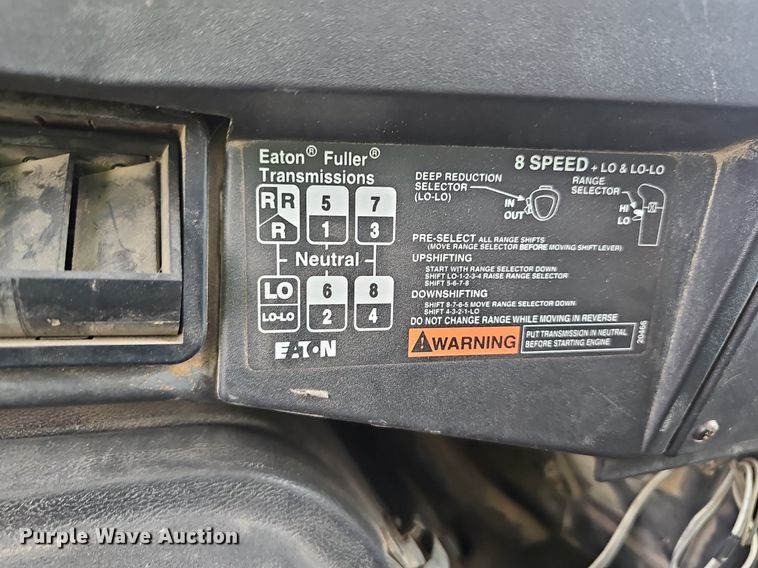 Eaton® Fuller®
Transmissions
8 SPEED + LO & LO-LO
DEEP REDUCTION
SELECTOR
(LO-LO)
IN
OUT
RANGE
SELECTOR
HI
LO
R R 5 7
R 1 3
Neutral
LO 6 8
LO-LO 2 4
PRE-SELECT ALL RANGE SHIFTS
(MOVE RANGE SELECTOR BEFORE MOVING SHIFT LEVER)
UPSHIFTING
START WITH RANGE SELECTOR DOWN
SHIFT LO-1-2-3-4 RAISE RANGE SELECTOR
SHIFT 5-6-7-8
DOWNSHIFTING
SHIFT 8-7-6-5 MOVE RANGE SELECTOR DOWN
SHIFT 4-3-2-1-LO
DO NOT CHANGE RANGE WHILE MOVING IN REVERSE
WARNING
PUT TRANSMISSION IN NEUTRAL
BEFORE STARTING ENGINE
20466
EATON
Purple Wave Auction